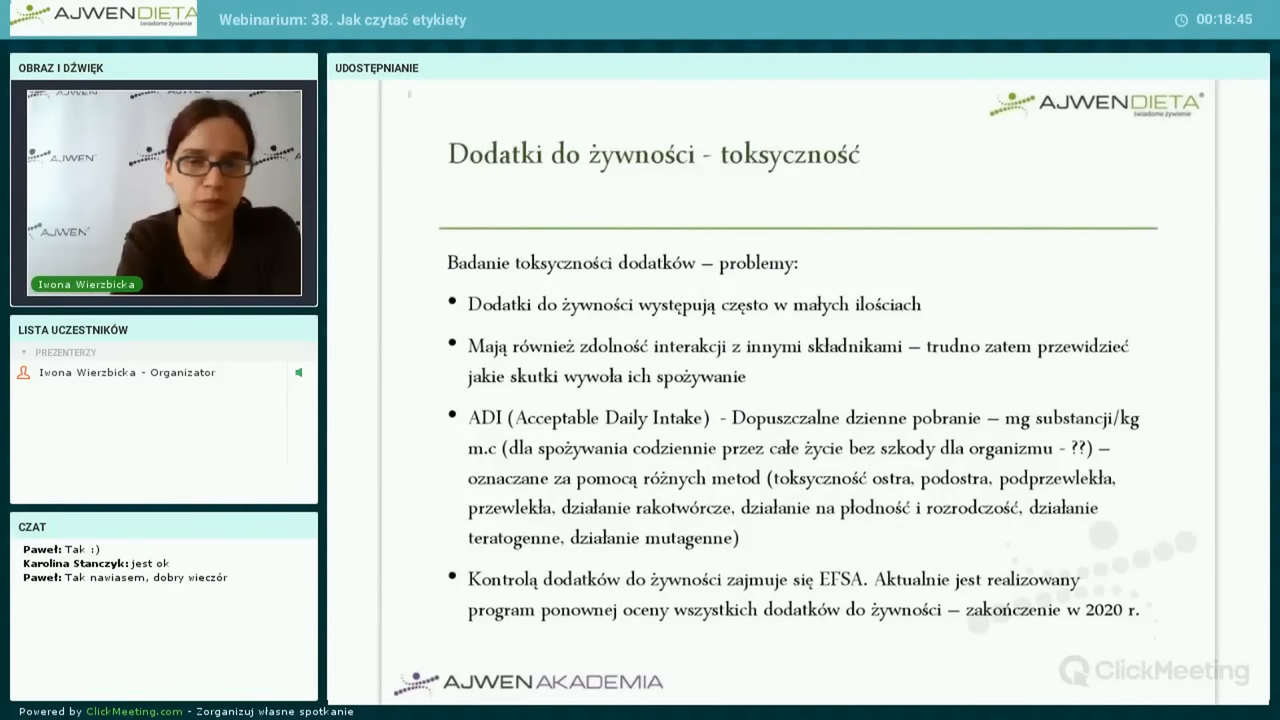 AJWENDIETA
świadome żywienie
Webinarium: 38. Jak czytać etykiety
00:18:45
OBRAZ I DŹWIĘK
AJWEN
AJWEN
AJWEN
Iwona Wierzbicka
LISTA UCZESTNIKÓW
PREZENTERZY
Iwona Wierzbicka - Organizator
CZAT
Paweł: Tak :)
Karolina Stanczyk: jest ok
Paweł: Tak nawiasem, dobry wieczór
UDOSTĘPNIANIE
AJWENDIETA®
świadome żywienie
Dodatki do żywności - toksyczność
Badanie toksyczności dodatków – problemy:
• Dodatki do żywności występują często w małych ilościach
• Mają również zdolność interakcji z innymi składnikami – trudno zatem przewidzieć
jakie skutki wywoła ich spożywanie
• ADI (Acceptable Daily Intake) - Dopuszczalne dzienne pobranie – mg substancji/kg
m.c (dla spożywania codziennie przez całe życie bez szkody dla organizmu - ??) –
oznaczane za pomocą różnych metod (toksyczność ostra, podostra, podprzewlekła,
przewlekła, działanie rakotwórcze, działanie na płodność i rozrodczość, działanie
teratogenne, działanie mutagenne)
• Kontrolą dodatków do żywności zajmuje się EFSA. Aktualnie jest realizowany
program ponownej oceny wszystkich dodatków do żywności – zakończenie w 2020 r.
AJWEN AKADEMIA
ClickMeeting
Powered by ClickMeeting.com - Zorganizuj własne spotkanie